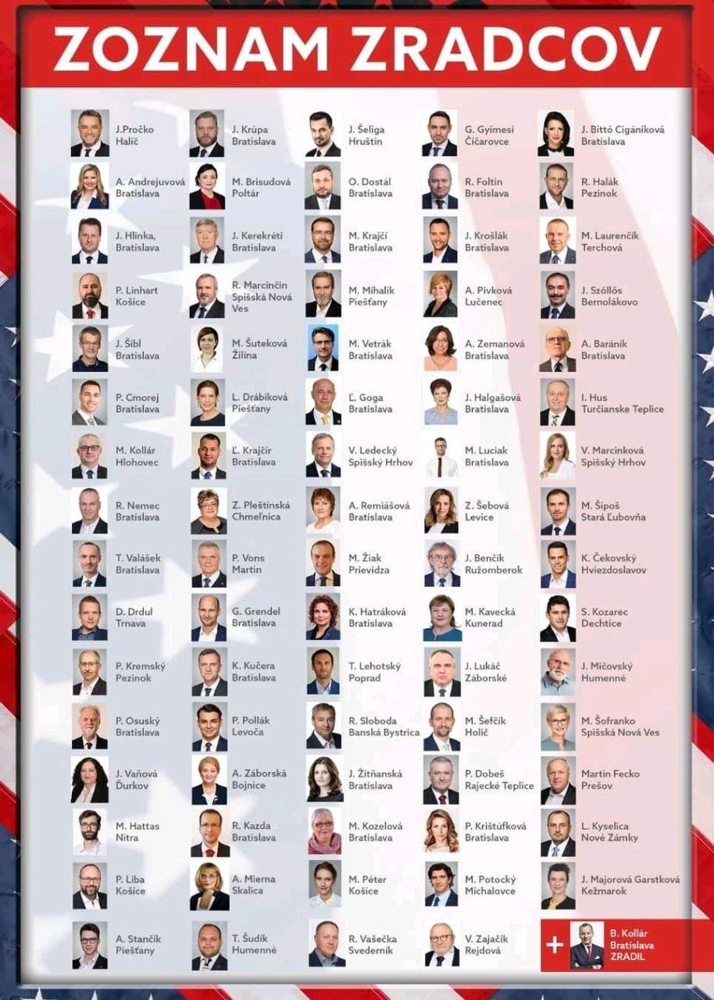 ZOZNAM ZRADCOV
J.Pročko
Halič
J. Krúpa
Bratislava
J. Šeliga
Hruštín
G. Gyimesi
Čičarovce
J. Bittó Cigániková
Bratislava
A. Andrejuvová
Bratislava
M. Brisudová
Poltár
O. Dostál
Bratislava
R. Foltin
Bratislava
R. Halák
Pezinok
J. Hlinka,
Bratislava
J. Kerekréti
Bratislava
M. Krajčí
Bratislava
J. Krošlák
Bratislava
M. Laurenčík
Terchová
P. Linhart
Košice
R. Marcinčin
Spišská Nová
Ves
M. Mihalik
Piešťany
A. Pivková
Lučenec
J. Szőllős
Bernolákovo
J. Šíbl
Bratislava
M. Šuteková
Žilina
M. Vetrák
Bratislava
A. Zemanová
Bratislava
A. Baránik
Bratislava
P. Cmorej
Bratislava
L. Drábiková
Piešťany
Ľ. Goga
Bratislava
J. Halgašová
Bratislava
I. Hus
Turčianske Teplice
M. Kollár
Hlohovec
Ľ. Krajčír
Bratislava
V. Ledecký
Spišský Hrhov
M. Luciak
Bratislava
V. Marcinková
Spišský Hrhov
R. Nemec
Bratislava
Z. Pleštinská
Chmeľnica
A. Remiášová
Bratislava
Z. Šebová
Levice
M. Šipoš
Stará Ľubovňa
T. Valášek
Bratislava
P. Vons
Martin
M. Žiak
Prievidza
J. Benčík
Ružomberok
K. Čekovský
Hviezdoslavov
D. Drdul
Trnava
G. Grendel
Bratislava
K. Hatráková
Bratislava
M. Kavecká
Kunerad
S. Kozarec
Dechtice
P. Kremský
Pezinok
K. Kučera
Bratislava
T. Lehotský
Poprad
J. Lukáč
Záborské
J. Mičovský
Humenné
P. Osuský
Bratislava
P. Pollák
Levoča
R. Sloboda
Banská Bystrica
M. Šefčík
Holič
M. Šofranko
Spišská Nová Ves
J. Vaňová
Ďurkov
A. Záborská
Bojnice
J. Žitňanská
Bratislava
P. Dobeš
Rajecké Teplice
Martin Fecko
Prešov
M. Hattas
Nitra
R. Kazda
Bratislava
M. Kozelová
Bratislava
P. Krištúfková
Bratislava
L. Kyselica
Nové Zámky
P. Liba
Košice
A. Mierna
Skalica
M. Péter
Košice
M. Potocký
Michalovce
J. Majorová Garstková
Kežmarok
A. Stančík
Piešťany
T. Šudík
Humenné
R. Vašečka
Svederník
V. Zajačik
Rejdová
+
B. Kollár
Bratislava
ZRADIL